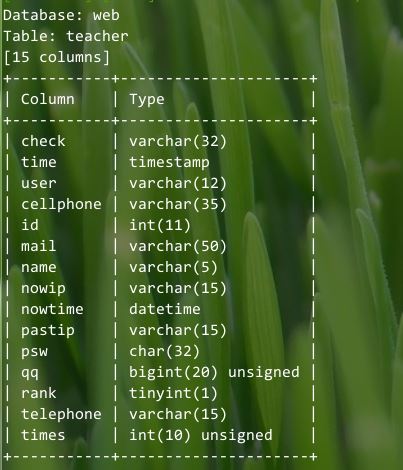 Database: web
Table: teacher
[15 columns]
+-----------+---------------------+
| Column    | Type                |
+-----------+---------------------+
| check     | varchar(32)         |
| time      | timestamp           |
| user      | varchar(12)         |
| cellphone | varchar(35)         |
| id        | int(11)             |
| mail      | varchar(50)         |
| name      | varchar(5)          |
| nowip     | varchar(15)         |
| nowtime   | datetime            |
| pastip    | varchar(15)         |
| psw       | char(32)            |
| qq        | bigint(20) unsigned |
| rank      | tinyint(1)          |
| telephone | varchar(15)         |
| times     | int(10) unsigned    |
+-----------+---------------------+